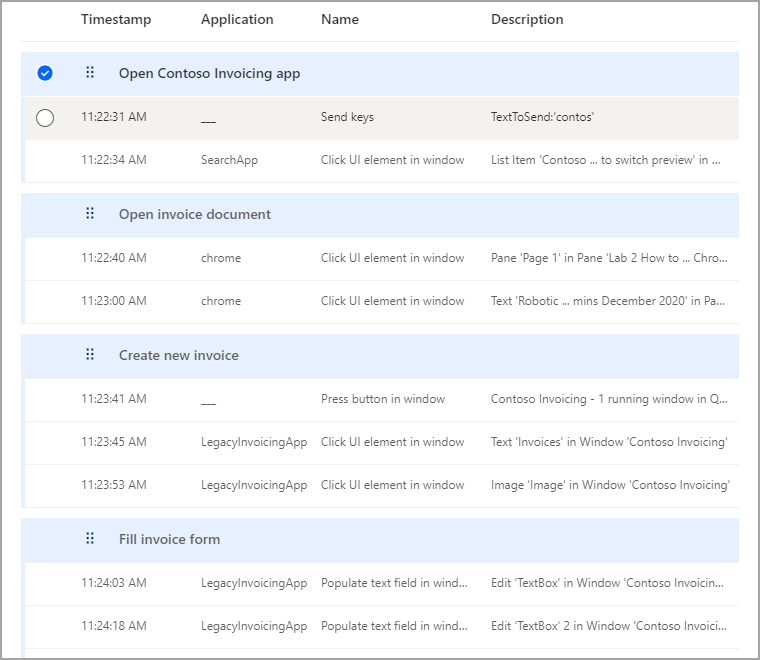 Timestamp Application Name Description
Open Contoso Invoicing app
11:22:31 AM ___ Send keys TextToSend:'contos'
11:22:34 AM SearchApp Click UI element in window List Item 'Contoso ... to switch preview' in ...
Open invoice document
11:22:40 AM chrome Click UI element in window Pane 'Page 1' in Pane 'Lab 2 How to ... Chro...
11:23:00 AM chrome Click UI element in window Text 'Robotic ... mins December 2020' in Pa...
Create new invoice
11:23:41 AM ___ Press button in window Contoso Invoicing - 1 running window in Q...
11:23:45 AM LegacyInvoicingApp Click UI element in window Text 'Invoices' in Window 'Contoso Invoicing'
11:23:53 AM LegacyInvoicingApp Click UI element in window Image 'Image' in Window 'Contoso Invoicing'
Fill invoice form
11:24:03 AM LegacyInvoicingApp Populate text field in wind... Edit 'TextBox' in Window 'Contoso Invoicin...
11:24:18 AM LegacyInvoicingApp Populate text field in wind... Edit 'TextBox' 2 in Window 'Contoso Invoici...